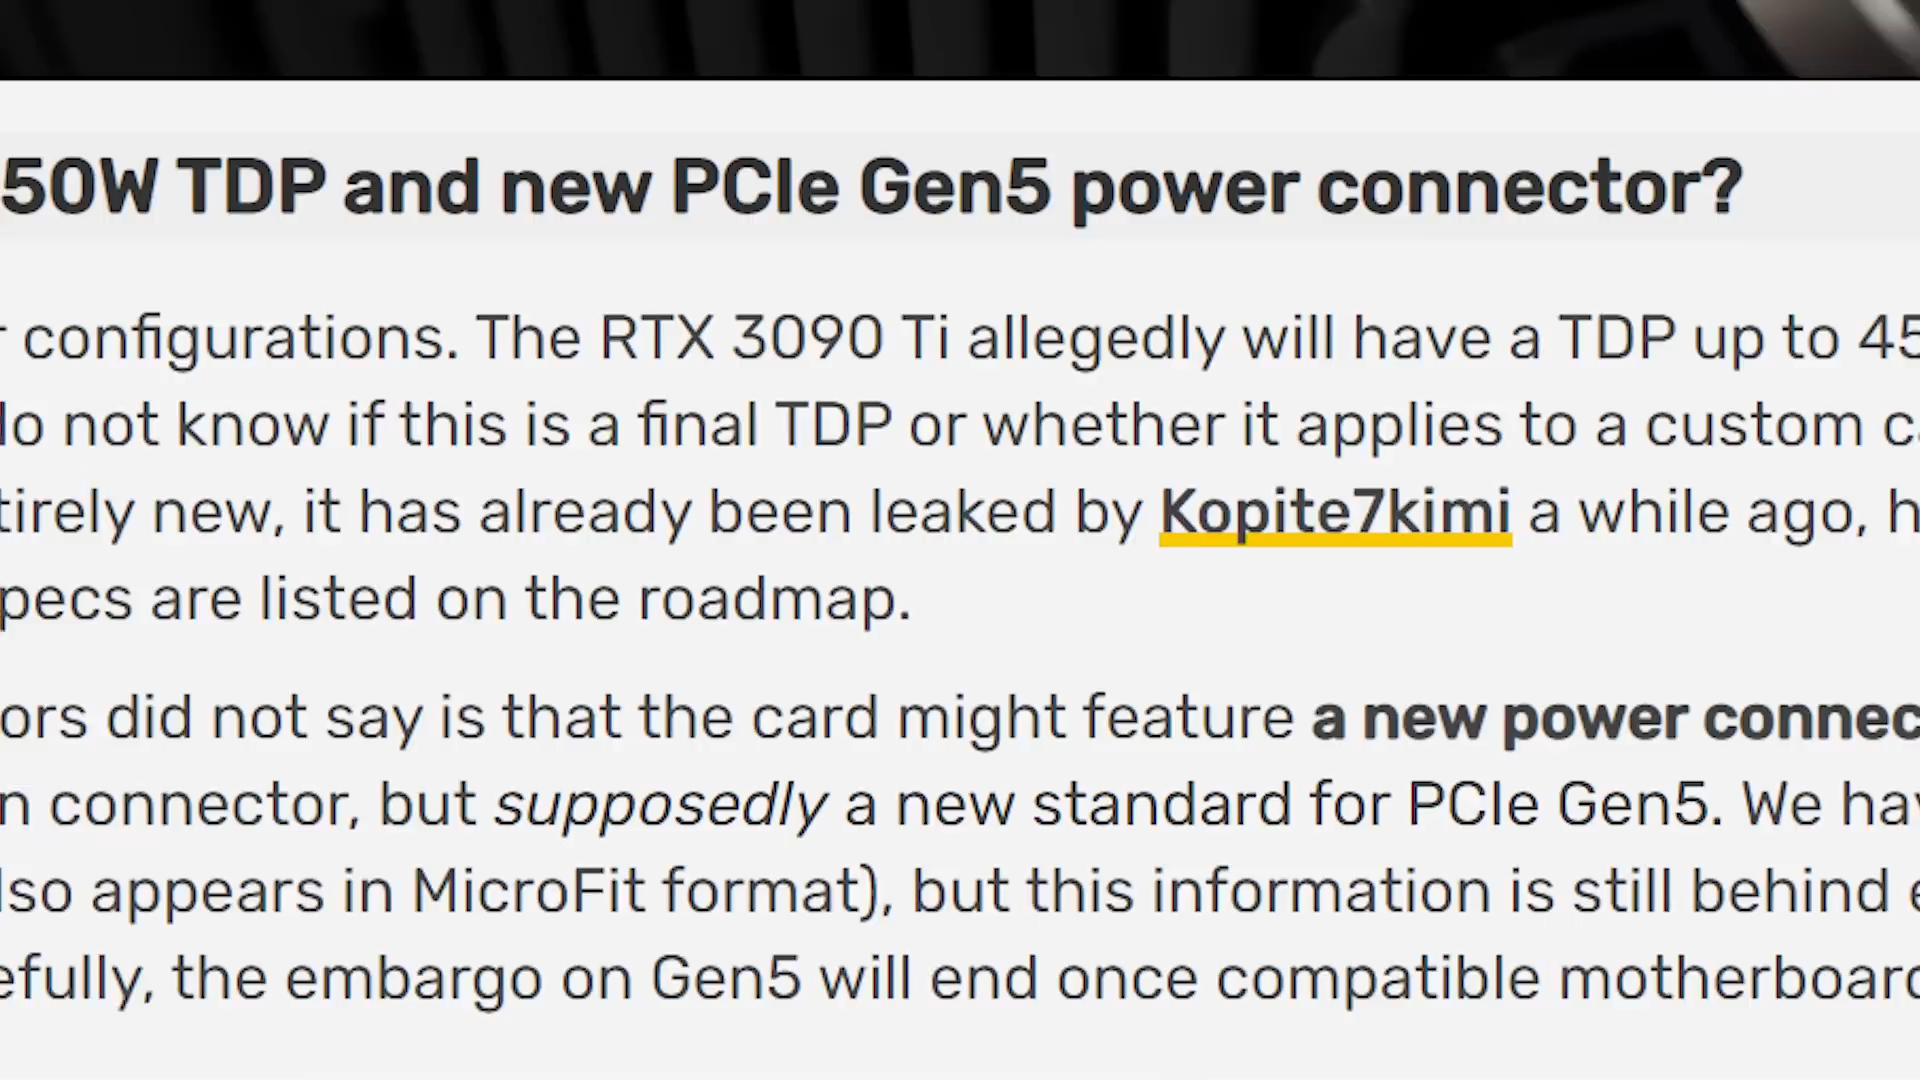 50W TDP and new PCIe Gen5 power connector?
configurations. The RTX 3090 Ti allegedly will have a TDP up to 45
do not know if this is a final TDP or whether it applies to a custom
tirely new, it has already been leaked by Kopite7kimi a while ago, h
pecs are listed on the roadmap.
ors did not say is that the card might feature a new power connec
n connector, but supposedly a new standard for PCIe Gen5. We hav
lso appears in MicroFit format), but this information is still behind
efully, the embargo on Gen5 will end once compatible motherboard